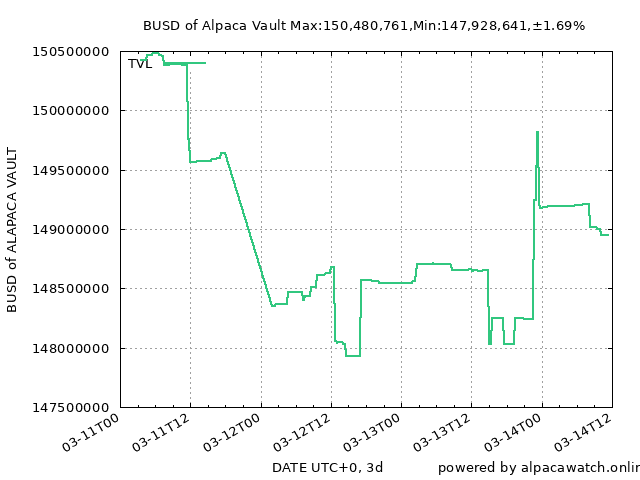 BUSD of Alpaca Vault Max:150,480,761,Min:147,928,641,±1.69%
150500000
TVL
150000000
149500000
149000000
148500000
148000000
147500000
BUSD of ALAPACA VAULT
03-11T00
03-11T12
03-12T00
03-12T12
03-13T00
03-13T12
03-14T00
03-14T12
DATE UTC+0, 3d
powered by alpacawatch.onlin